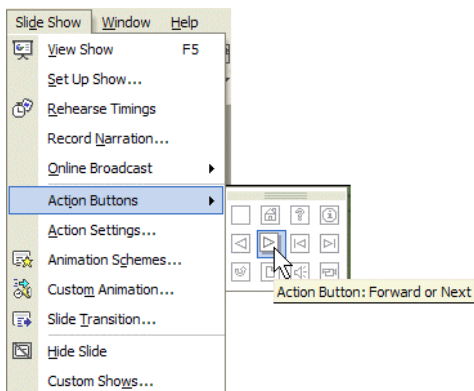 Slide Show Window Help
View Show F5
Set Up Show...
Rehearse Timings
Record Narration...
Online Broadcast
Action Buttons
Action Settings...
Animation Schemes...
Custom Animation...
Action Button: Forward or Next
Slide Transition...
Hide Slide
Custom Shows...